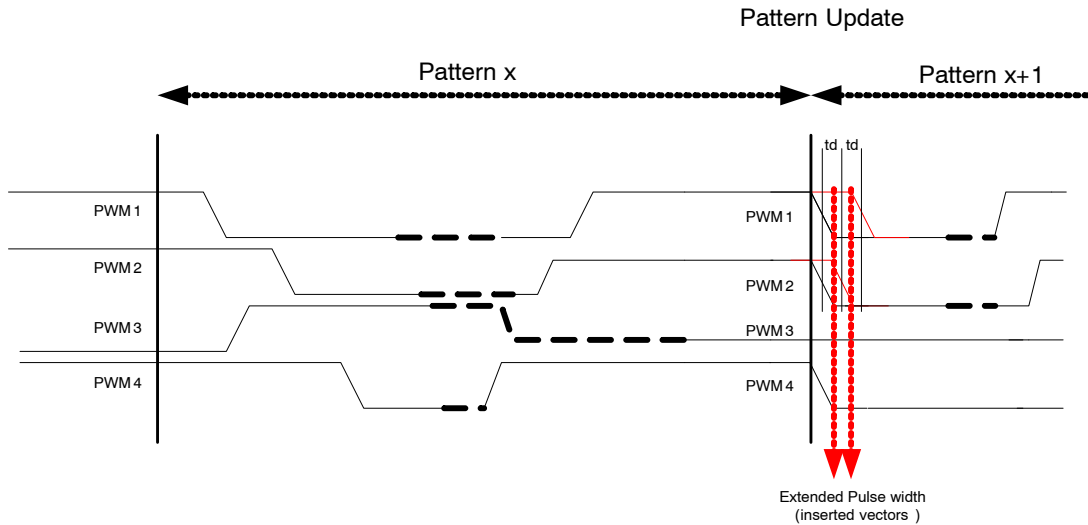 Pattern Update
Pattern x
Pattern x+1
td td
PWM 1
PWM 1
PWM 2
PWM 2
PWM 3
PWM 3
PWM 4
PWM 4
Extended Pulse width
(inserted vectors )